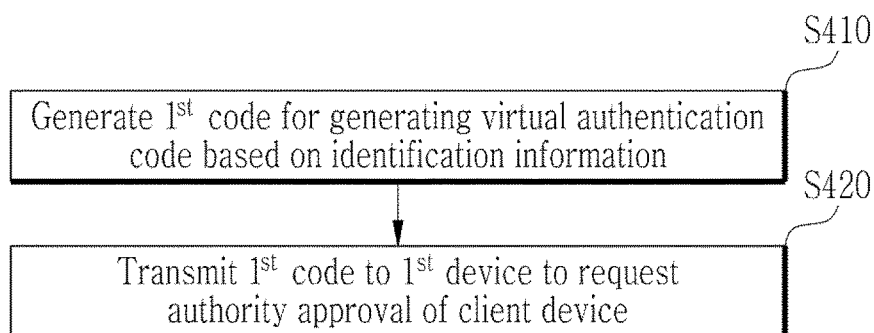 S410
Generate 1st code for generating virtual authentication
code based on identification information
S420
Transmit 1st code to 1st device to request
authority approval of client device